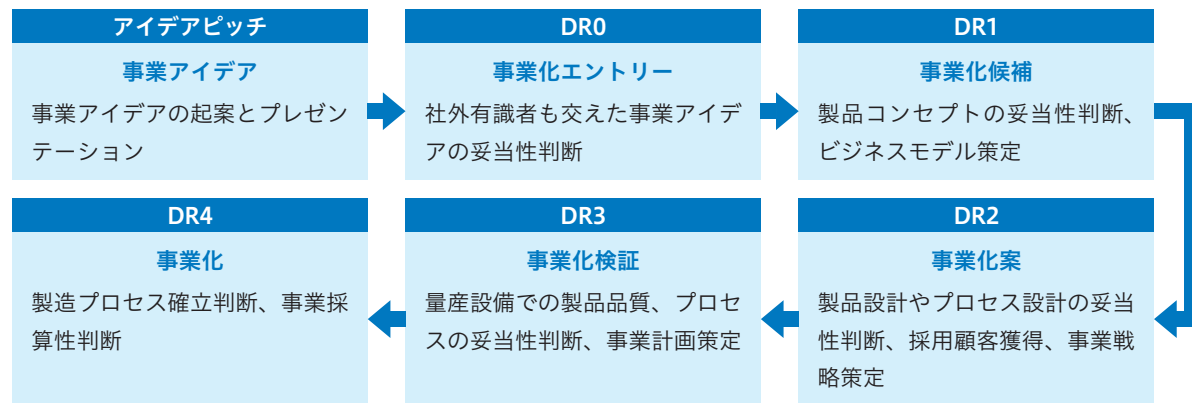 アイデアピッチ
事業アイデア
事業アイデアの起案とプレゼン
テーション
DR0
事業化エントリー
社外有識者も交えた事業アイデ
アの妥当性判断
DR1
事業化候補
製品コンセプトの妥当性判断、
ビジネスモデル策定
DR2
事業化案
製品設計やプロセス設計の妥当
性判断、採用顧客獲得、事業戦
略策定
DR3
事業化検証
量産設備での製品品質、プロセ
スの妥当性判断、事業計画策定
DR4
事業化
製造プロセス確立判断、事業採
算性判断